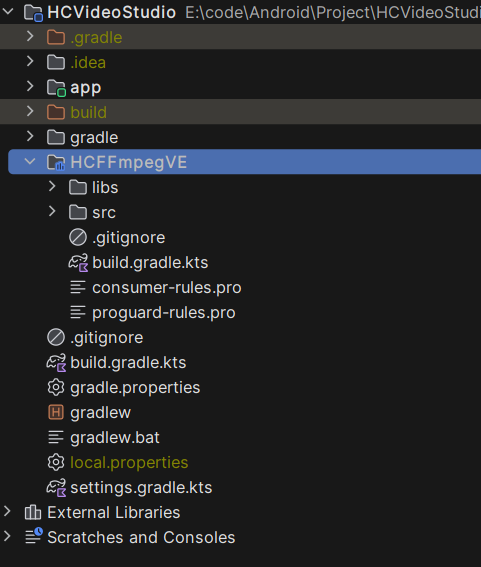 HCVideoStudio E:\code\Android\Project\HCVideoStudi
.gradle
.idea
app
build
gradle
HCFFmpegVE
libs
src
.gitignore
build.gradle.kts
consumer-rules.pro
proguard-rules.pro
.gitignore
build.gradle.kts
gradle.properties
gradlew
gradlew.bat
local.properties
settings.gradle.kts
External Libraries
Scratches and Consoles